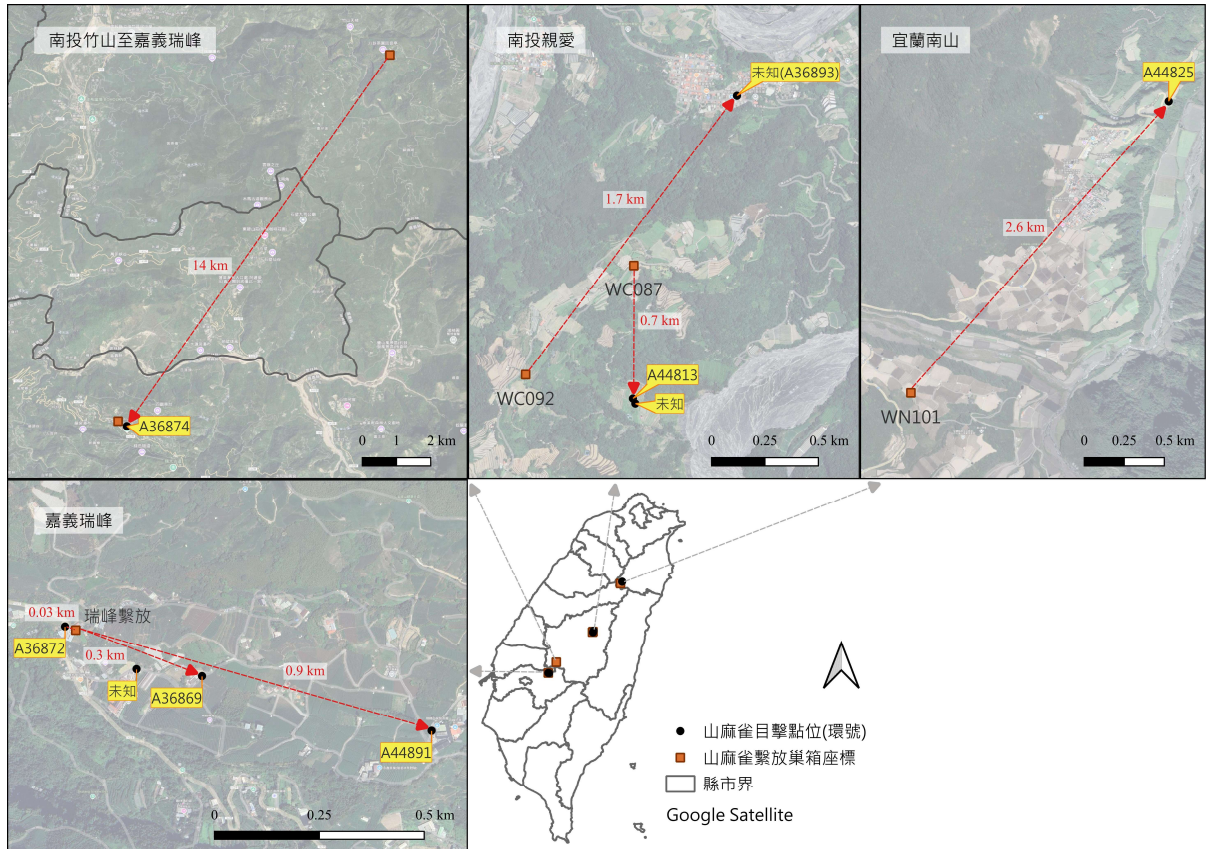 南投竹山至嘉義瑞峰
14 km
A36874
0 1 2 km
南投親愛
未知(A36893)
1.7 km
WC087
0.7 km
A44813
未知
WC092
0 0.25 0.5 km
宜蘭南山
A44825
2.6 km
WN101
0 0.25 0.5 km
嘉義瑞峰
0.03 km
瑞峰繫放
A36872
0.3 km
0.9 km
未知
A36869
A44891
0 0.25 0.5 km
山麻雀目擊點位(環號)
山麻雀繫放巢箱座標
縣市界
Google Satellite